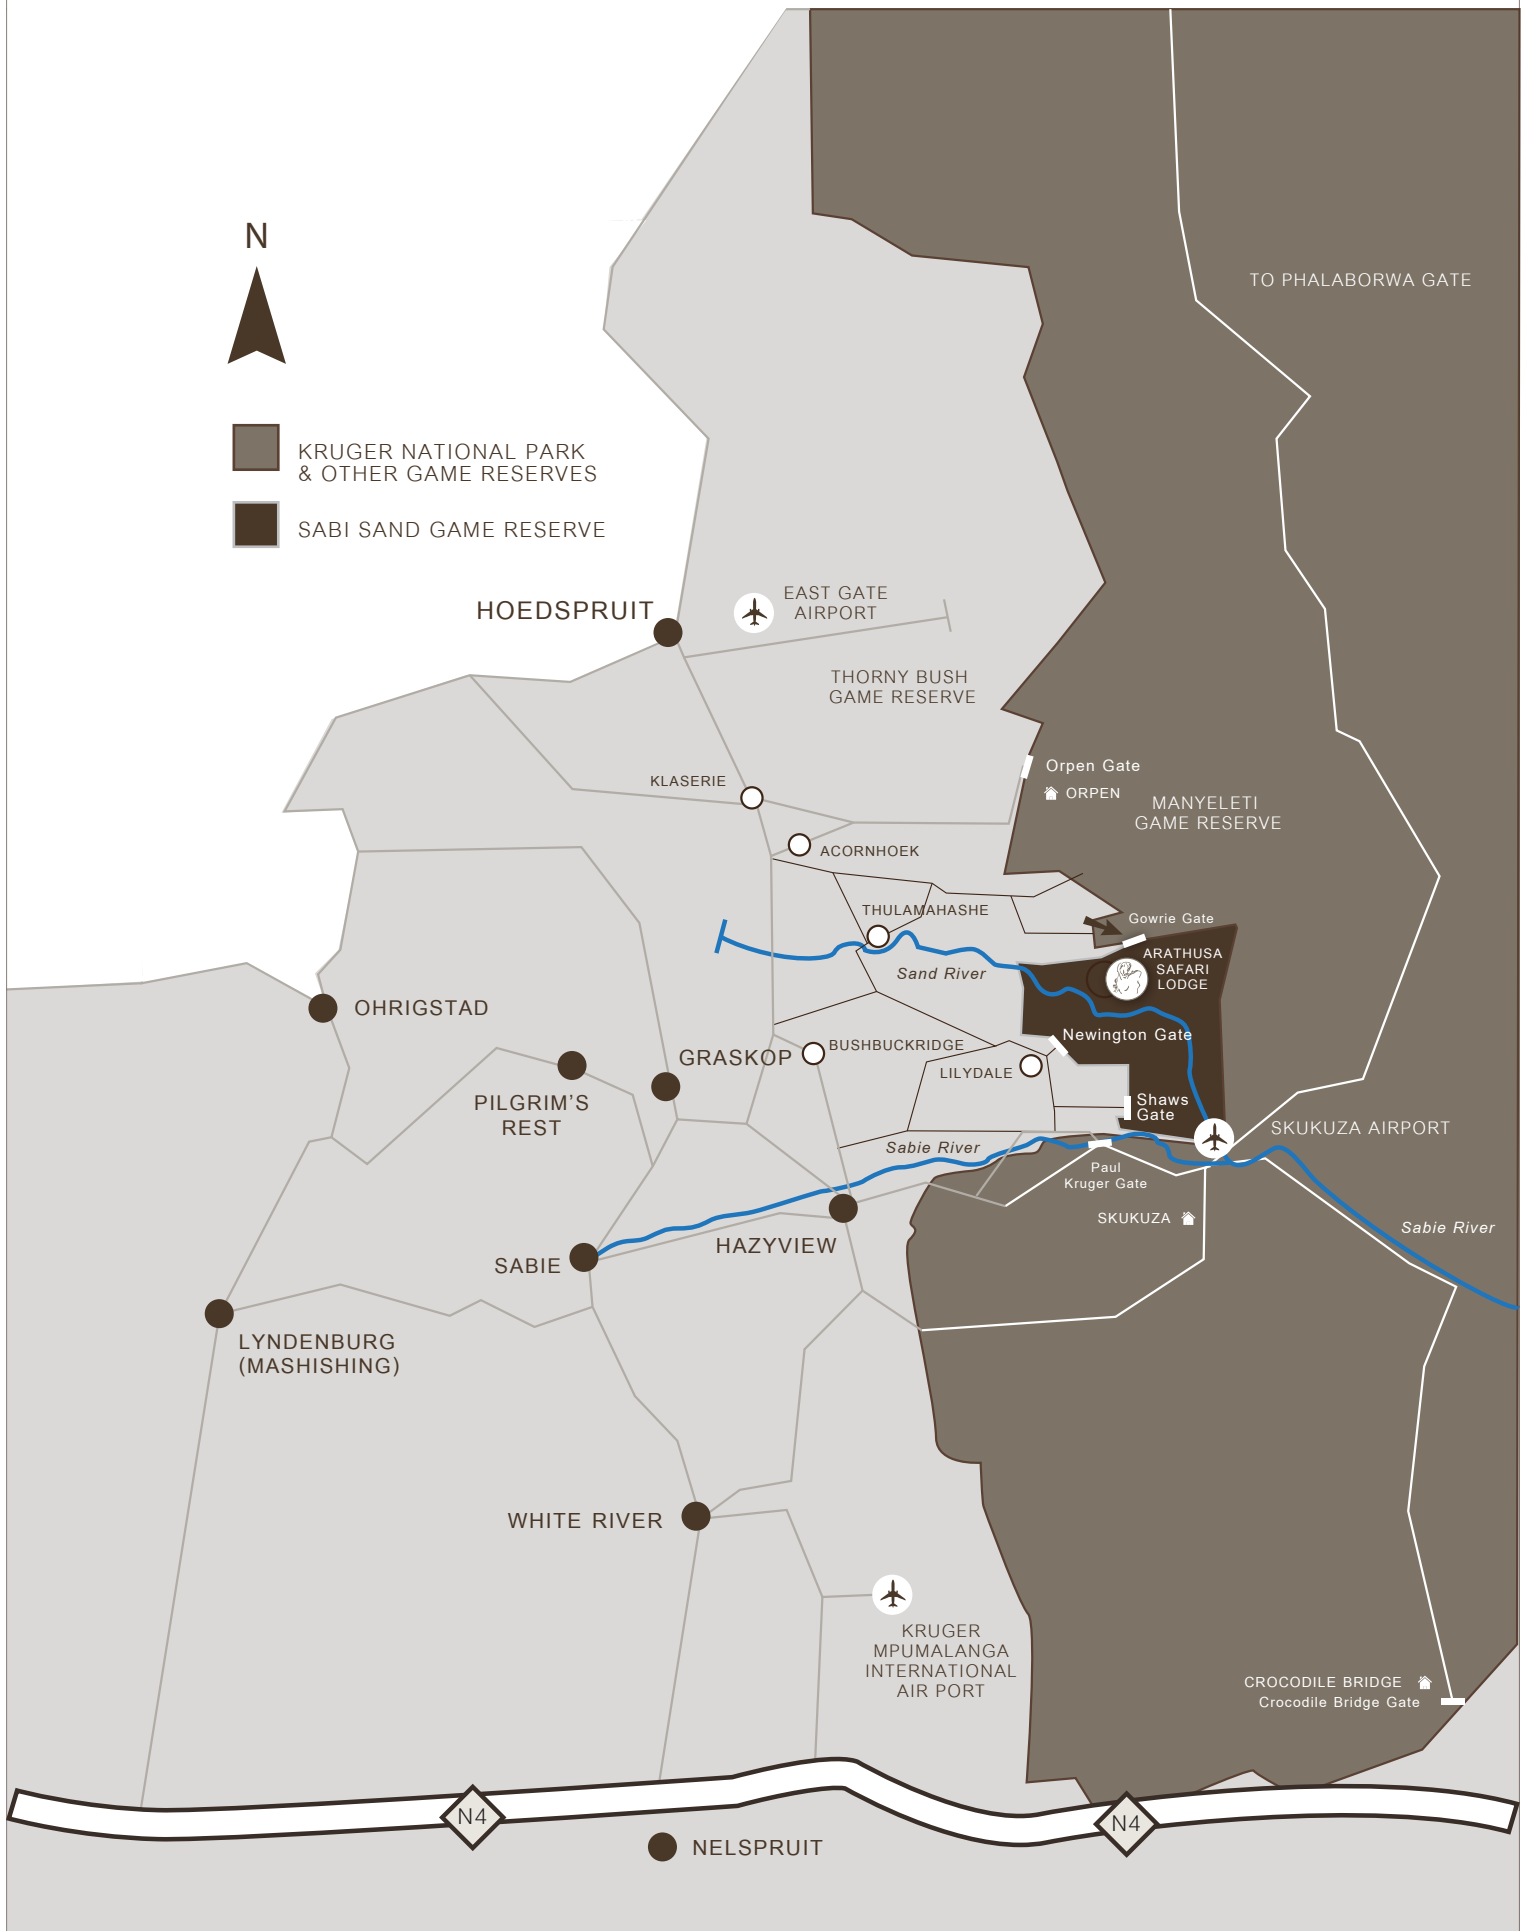 N
TO PHALABORWA GATE
KRUGER NATIONAL PARK
& OTHER GAME RESERVES
SABI SAND GAME RESERVE
HOEDSPRUIT
EAST GATE
AIRPORT
THORNY BUSH
GAME RESERVE
KLASERIE
Orpen Gate
ORPEN
MANYELETI
GAME RESERVE
ACORNHOEK
THULAMAHASHE
Gowrie Gate
ARATHUSA
SAFARI
LODGE
Sand River
OHRIGSTAD
Newington Gate
GRASKOP
BUSHBUCKRIDGE
LILYDALE
PILGRIM'S
REST
Shaws
Gate
SKUKUZA AIRPORT
Sabie River
Paul
Kruger Gate
SKUKUZA
Sabie River
HAZYVIEW
SABIE
LYNDENBURG
(MASHISHING)
WHITE RIVER
KRUGER
MPUMALANGA
INTERNATIONAL
AIR PORT
CROCODILE BRIDGE
Crocodile Bridge Gate
N4
N4
NELSPRUIT